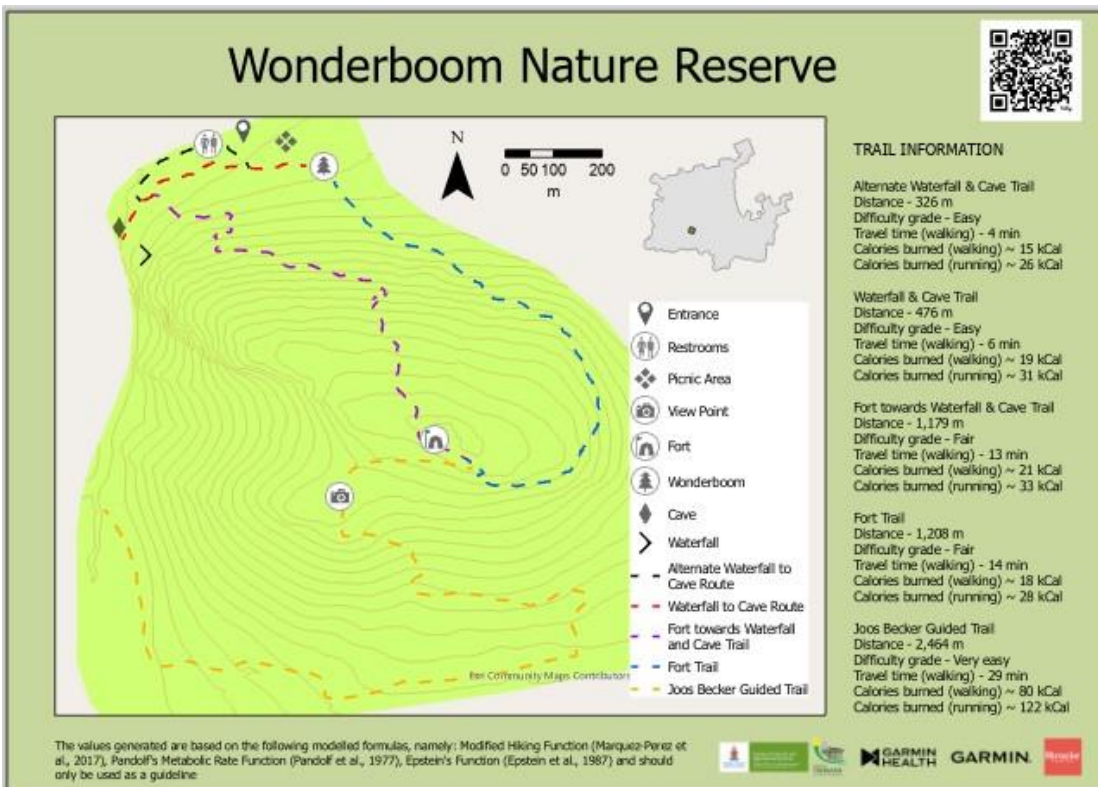 Wonderboom Nature Reserve
N
0 50 100 200
m
Entrance
Restrooms
Picnic Area
View Point
Fort
Wonderboom
Cave
Waterfall
Alternate Waterfall to
Cave Route
Waterfall to Cave Route
Fort towards Waterfall
and Cave Trail
Fort Trail
Joos Becker Guided Trail
Esri Community Maps Contributors
TRAIL INFORMATION
Alternate Waterfall & Cave Trail
Distance - 326 m
Difficulty grade - Easy
Travel time (walking) - 4 min
Calories burned (walking) ~ 15 kCal
Calories burned (running) ~ 26 kCal
Waterfall & Cave Trail
Distance - 476 m
Difficulty grade - Easy
Travel time (walking) - 6 min
Calories burned (walking) ~ 19 kCal
Calories burned (running) ~ 31 kCal
Fort towards Waterfall & Cave Trail
Distance - 1,179 m
Difficulty grade - Fair
Travel time (walking) - 13 min
Calories burned (walking) ~ 21 kCal
Calories burned (running) ~ 33 kCal
Fort Trail
Distance - 1,208 m
Difficulty grade - Fair
Travel time (walking) - 14 min
Calories burned (walking) ~ 18 kCal
Calories burned (running) ~ 28 kCal
Joos Becker Guided Trail
Distance - 2,464 m
Difficulty grade - Very easy
Travel time (walking) - 29 min
Calories burned (walking) ~ 80 kCal
Calories burned (running) ~ 122 kCal
The values generated are based on the following modelled formulas, namely: Modified Hiking Function (Marquez-Perez et
al., 2017), Pandolf's Metabolic Rate Function (Pandolf et al., 1977), Epstein's Function (Epstein et al., 1987) and should
only be used as a guideline
GARMIN
HEALTH
GARMIN.